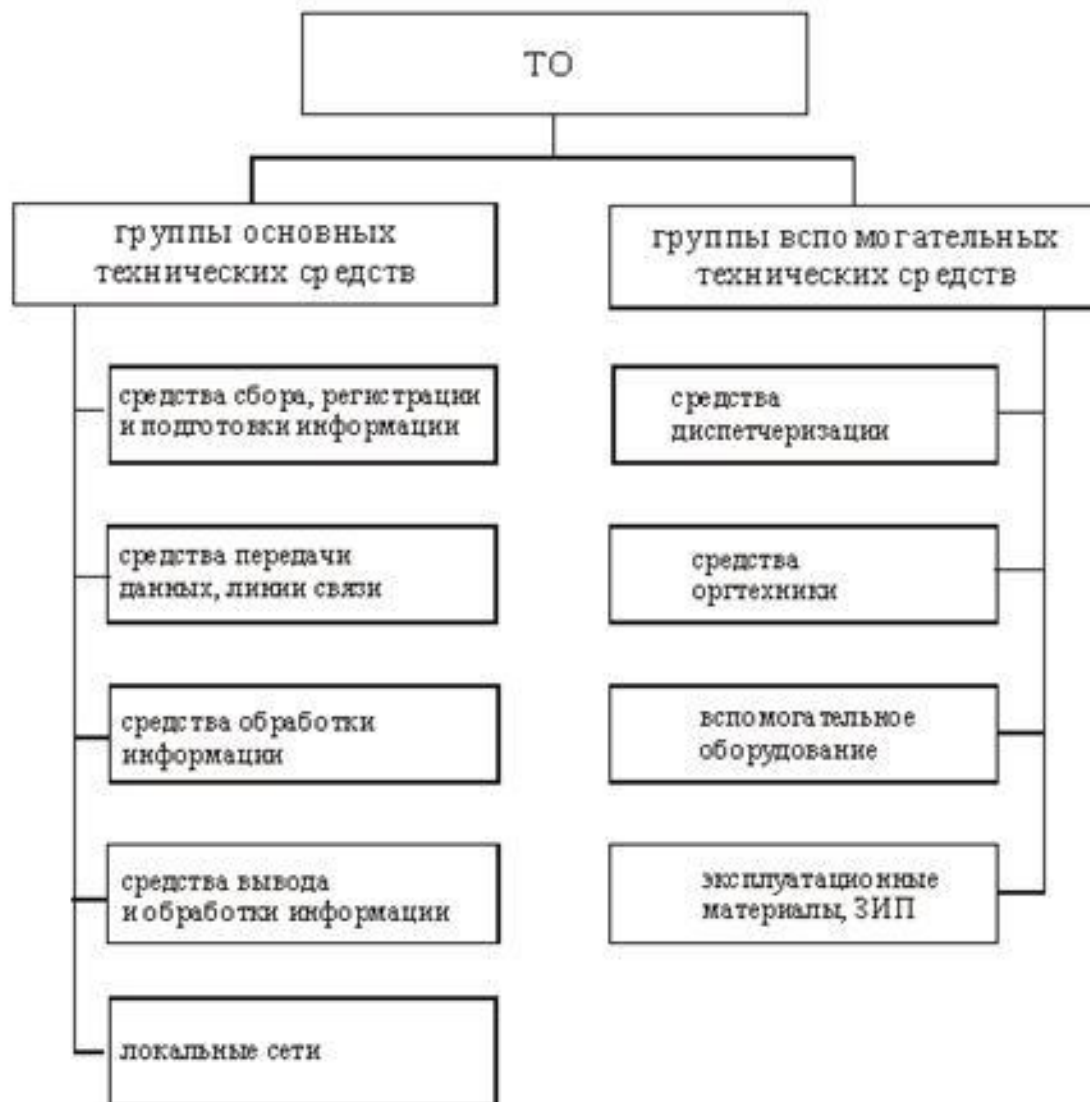 ТО
группы основных
технических средств
средства сбора, регистрации
и подготовки информации
средства передачи
данных, линии связи
средства обработки
информации
средства вывода
и обработки информации
локальные сети
группы вспомогательных
технических средств
средства
диспетчеризации
средства
оргтехники
вспомогательное
оборудование
эксплуатационные
материалы, ЗИП